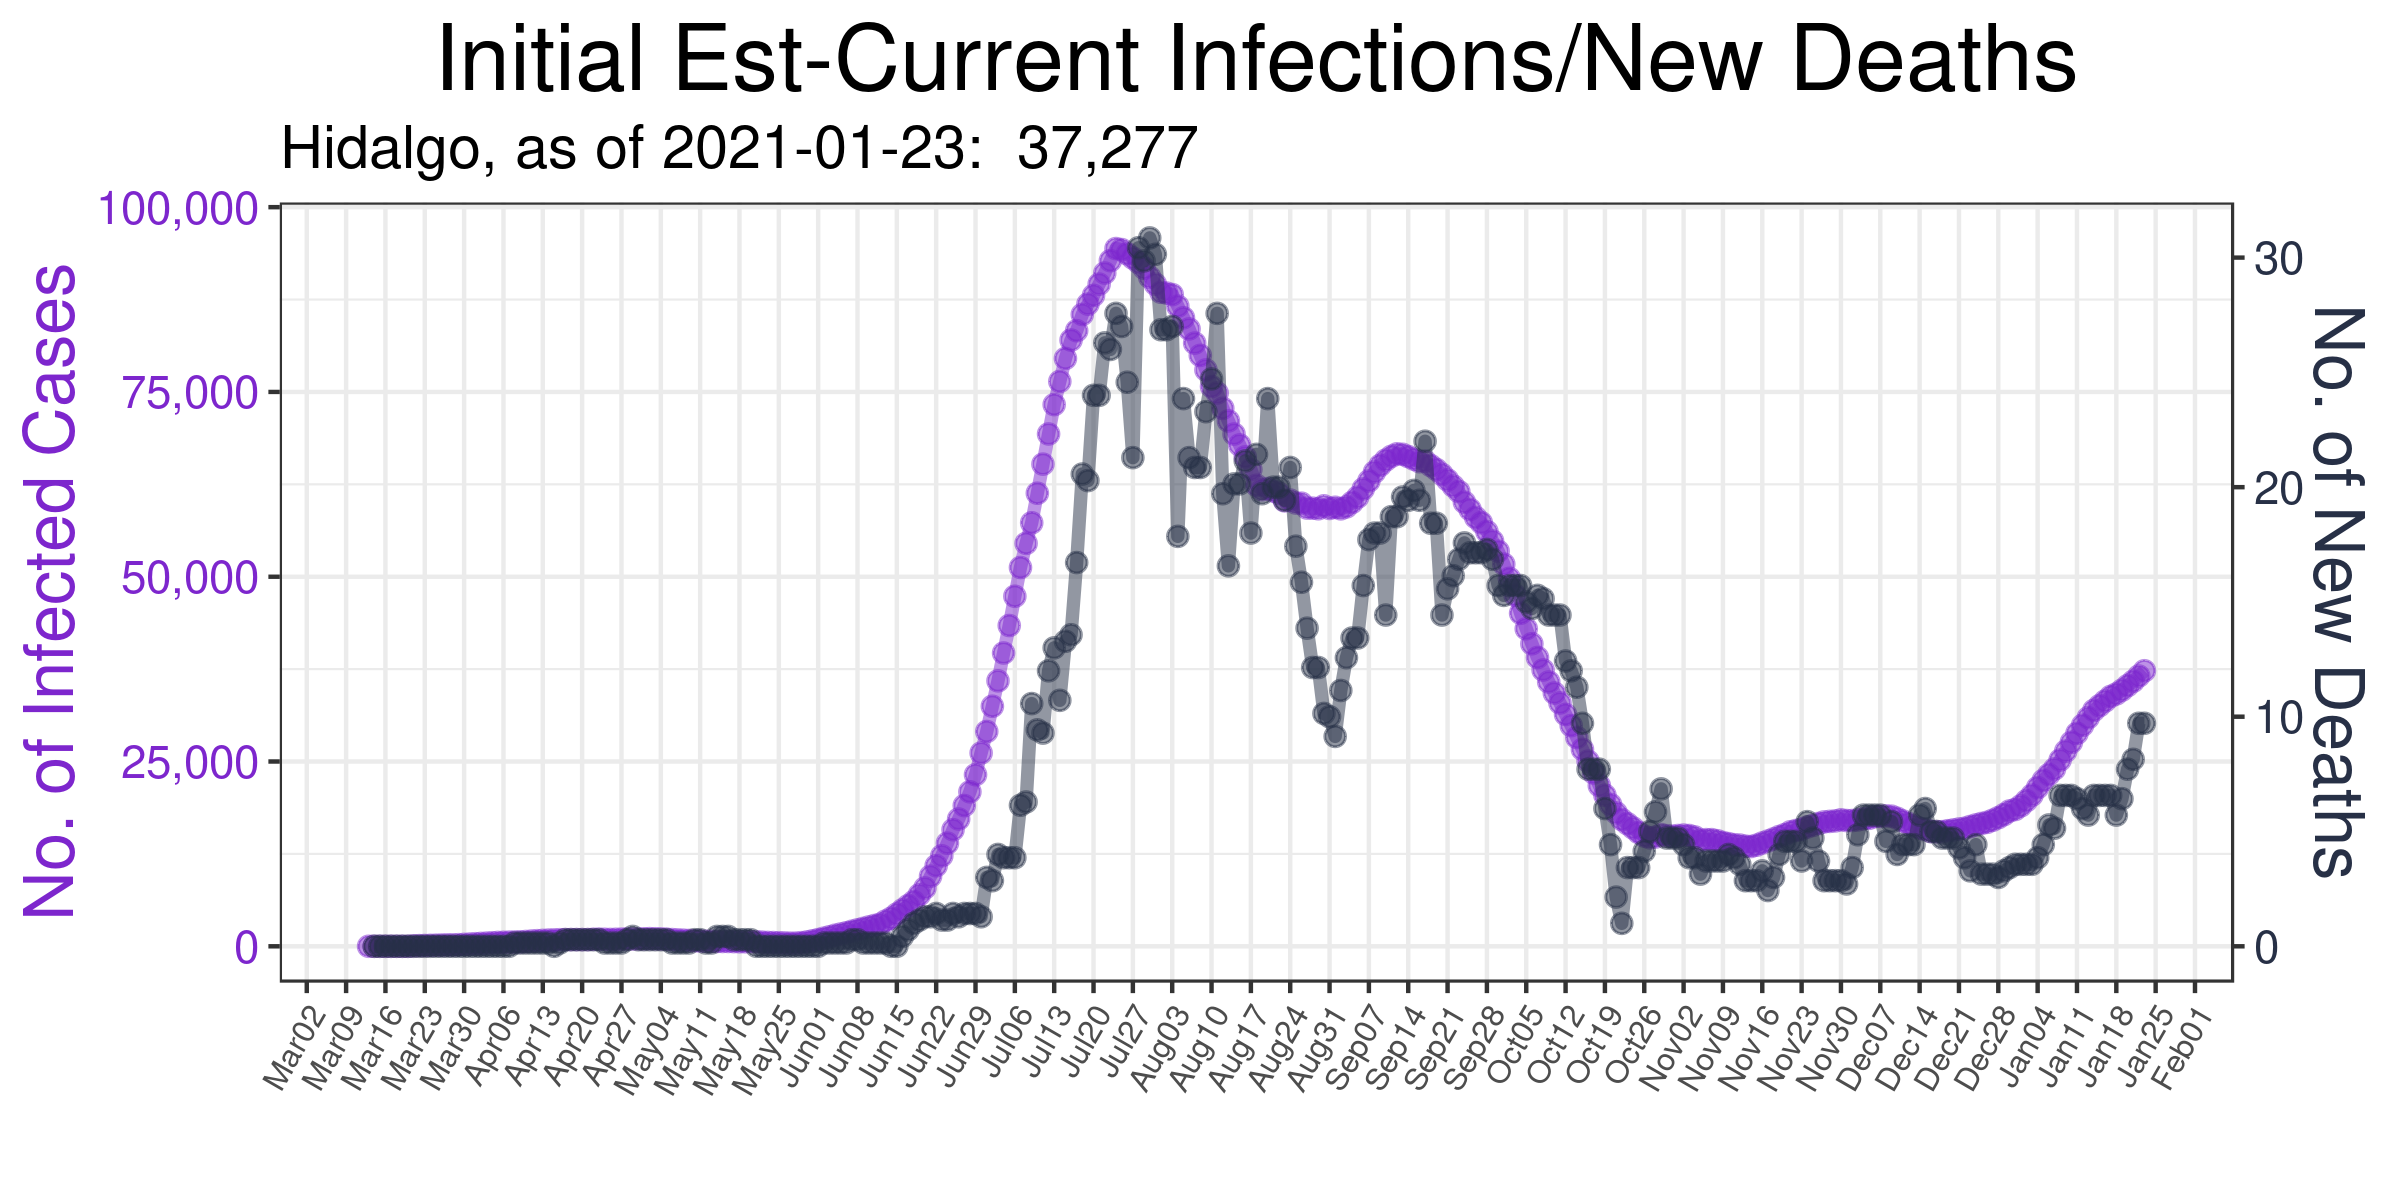 Initial Est-Current Infections/New Deaths
Hidalgo, as of 2021-01-23:  37,277
No. of Infected Cases
100,000
75,000
50,000
25,000
0
30
20
10
0
No. of New Deaths
Mar02
Mar09
Mar16
Mar23
Mar30
Apr06
Apr13
Apr20
Apr27
May04
May11
May18
May25
Jun01
Jun08
Jun15
Jun22
Jun29
Jul06
Jul13
Jul20
Jul27
Aug03
Aug10
Aug17
Aug24
Aug31
Sep07
Sep14
Sep21
Sep28
Oct05
Oct12
Oct19
Oct26
Nov02
Nov09
Nov16
Nov23
Nov30
Dec07
Dec14
Dec21
Dec28
Jan04
Jan11
Jan18
Jan25
Feb01